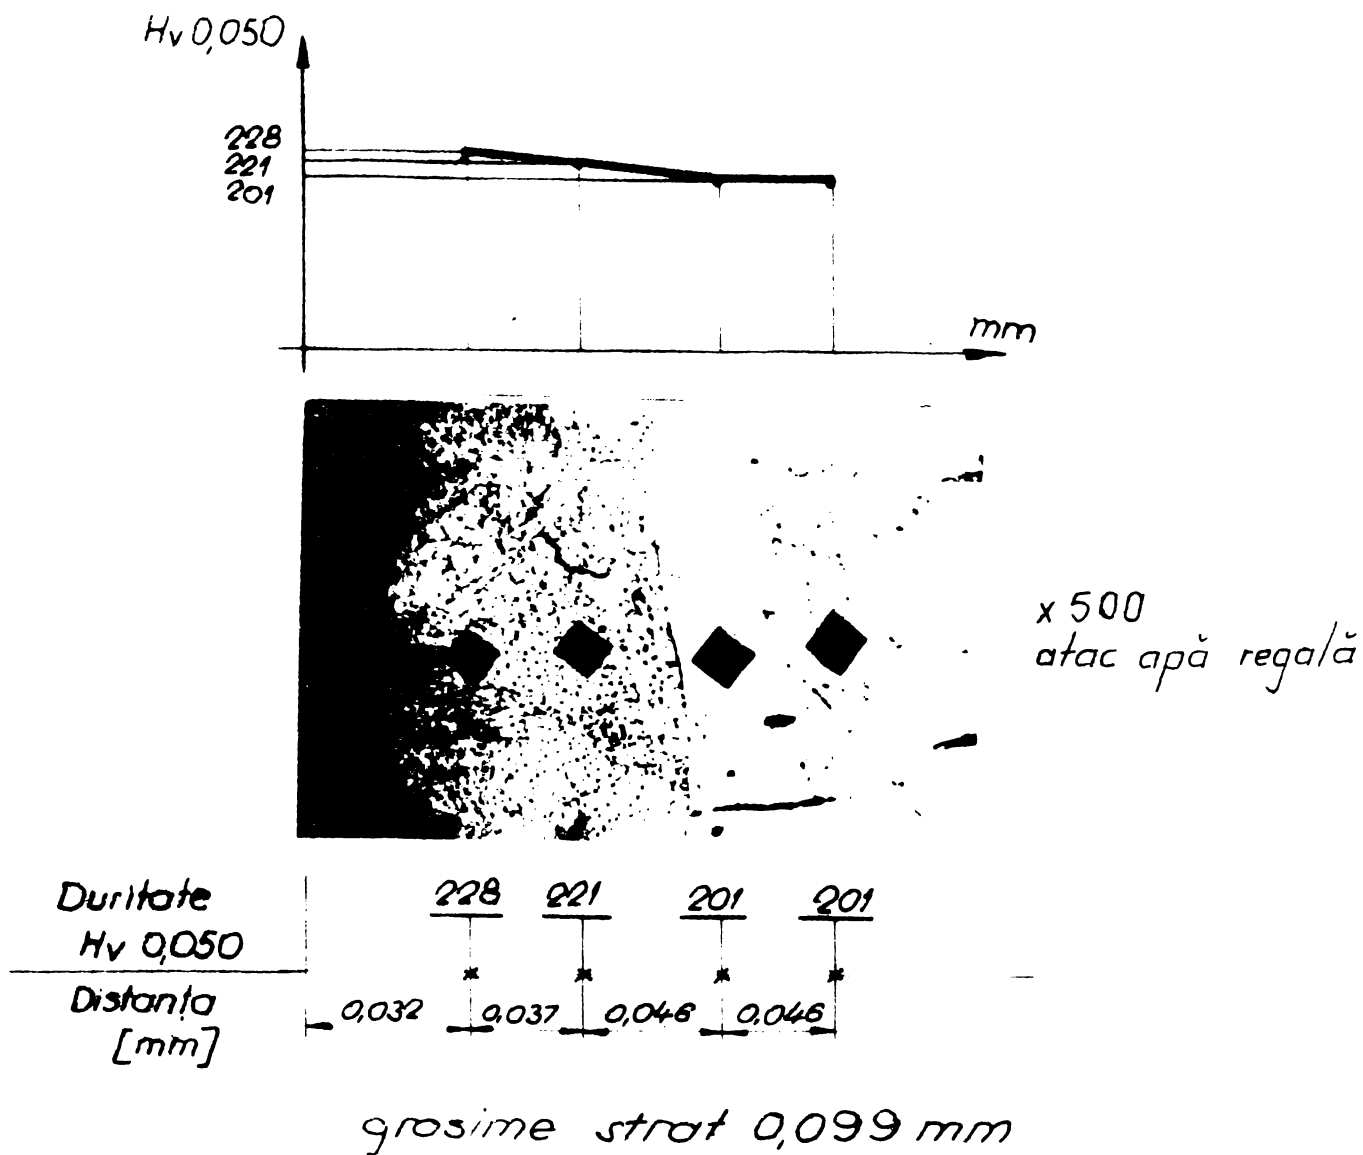 Hv 0,050
228
221
201
mm
x 500
atac apă regală
Duritate 228 221 201 201
Hv 0,050
Distanța 0,032 0,037 0,046 0,046
[mm]
grosime strat 0,099 mm